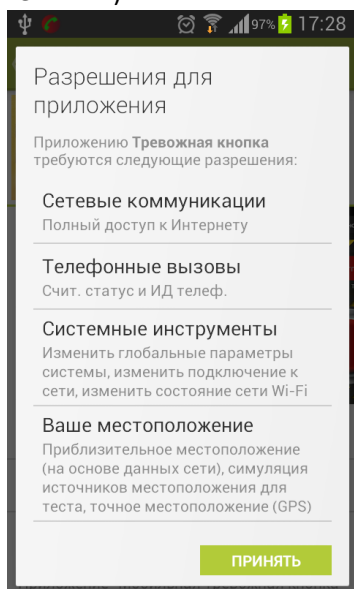 97% 17:28
Разрешения для
приложения
Приложению Тревожная кнопка
требуются следующие разрешения:
Сетевые коммуникации
Полный доступ к Интернету
Телефонные вызовы
Счит. статус и ИД телеф.
Системные инструменты
Изменить глобальные параметры
системы, изменить подключение к
сети, изменить состояние сети Wi-Fi
Ваше местоположение
Приблизительное местоположение
(на основе данных сети), симуляция
источников местоположения для
теста, точное местоположение (GPS)
ПРИНЯТЬ